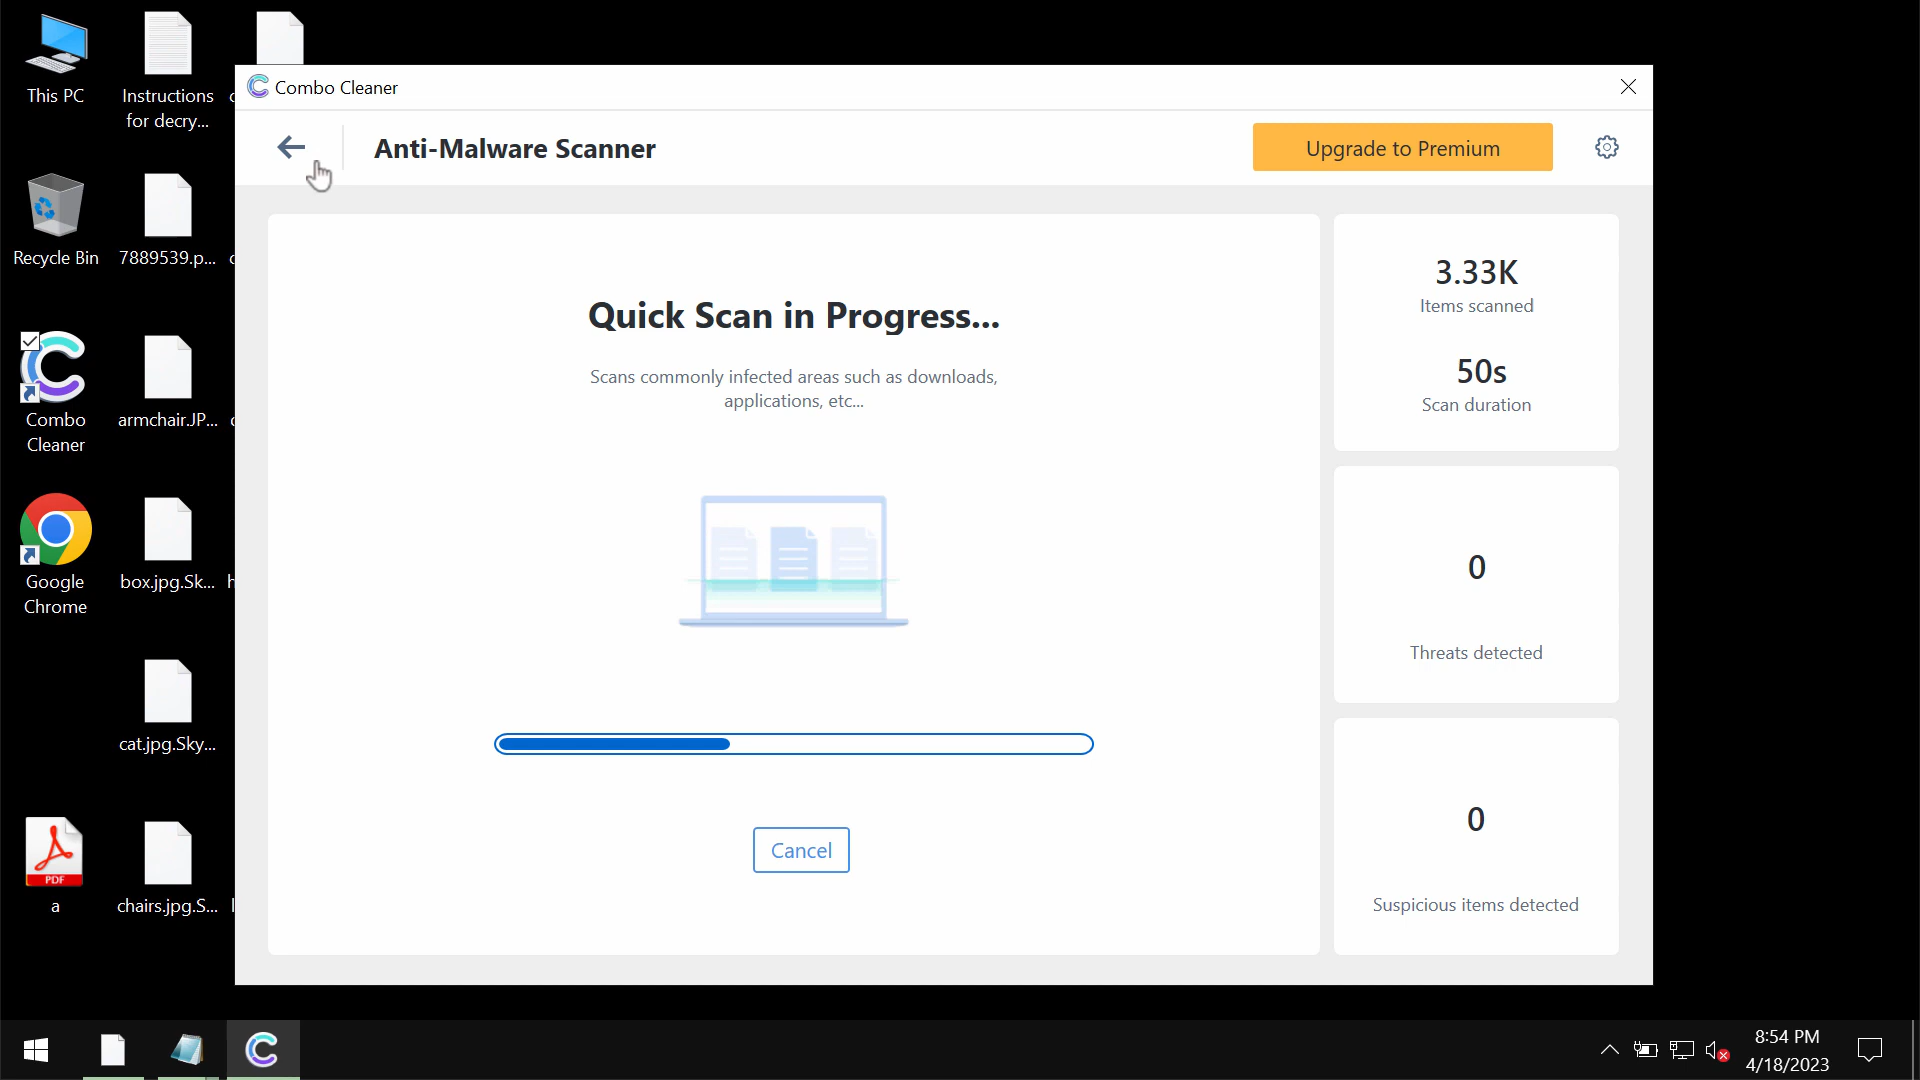 This PC
Instructions
for decry...
Recycle Bin
7889539.p...
Combo
Cleaner
armchair.JP...
Google
Chrome
box.jpg.Sk...
cat.jpg.Sky...
PDF
a
chairs.jpg.S...
Combo Cleaner
Anti-Malware Scanner
Upgrade to Premium
Quick Scan in Progress...
Scans commonly infected areas such as downloads,
applications, etc...
Cancel
3.33K
Items scanned
50s
Scan duration
0
Threats detected
0
Suspicious items detected
8:54 PM
4/18/2023